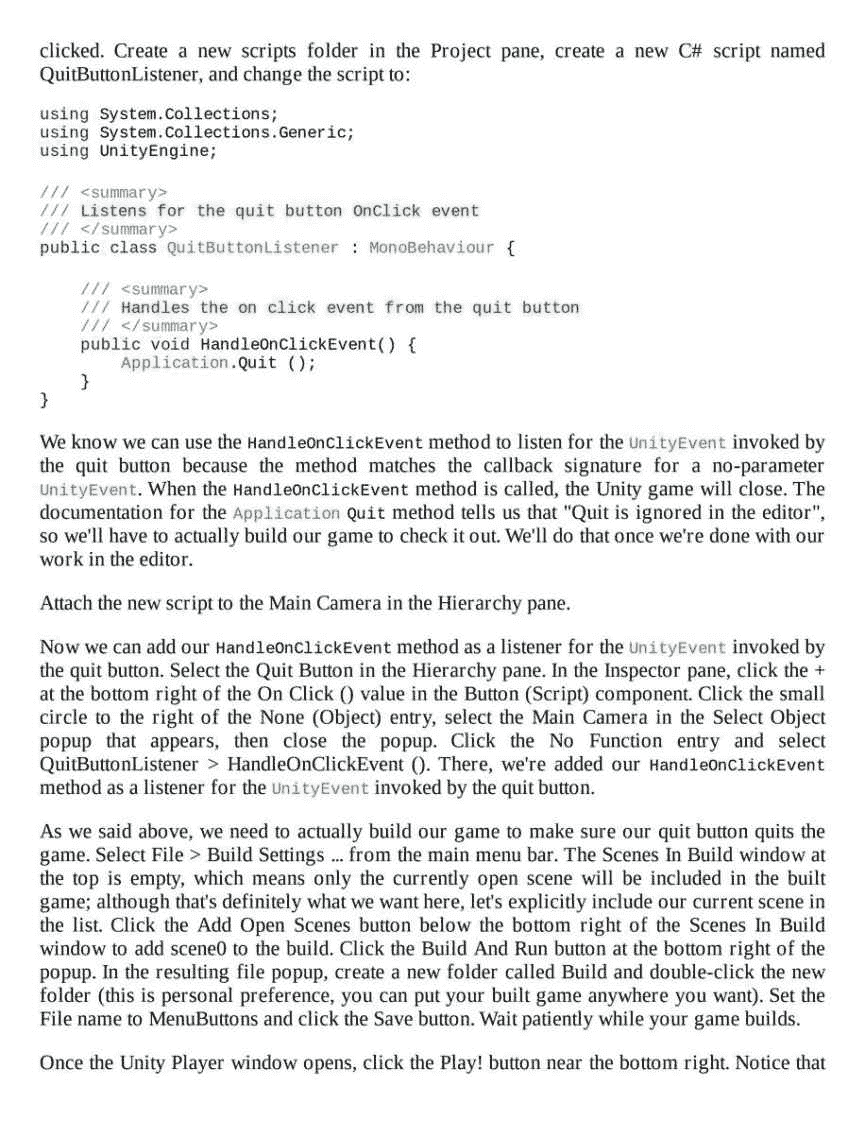 clicked. Create a new scripts folder in the Project pane, create a new C# script named
QuitButtonListener, and change the script to:
using System.Collections;
using System.Collections.Generic;
using UnityEngine;
/// <summary>
/// Listens for the quit button OnClick event
/// </summary>
public class QuitButtonListener : MonoBehaviour {
/// <summary>
/// Handles the on click event from the quit button
/// </summary>
public void HandleOnClickEvent() {
Application.Quit ();
}
}
We know we can use the HandleOnClickEvent method to listen for the UnityEvent invoked by
the quit button because the method matches the callback signature for a no-parameter
UnityEvent. When the HandleOnClickEvent method is called, the Unity game will close. The
documentation for the Application Quit method tells us that "Quit is ignored in the editor",
so we'll have to actually build our game to check it out. We'll do that once we're done with our
work in the editor.
Attach the new script to the Main Camera in the Hierarchy pane.
Now we can add our HandleOnClickEvent method as a listener for the UnityEvent invoked by
the quit button. Select the Quit Button in the Hierarchy pane. In the Inspector pane, click the +
at the bottom right of the On Click () value in the Button (Script) component. Click the small
circle to the right of the None (Object) entry, select the Main Camera in the Select Object
popup that appears, then close the popup. Click the No Function entry and select
QuitButtonListener > HandleOnClickEvent (). There, we're added our HandleOnClickEvent
method as a listener for the UnityEvent invoked by the quit button.
As we said above, we need to actually build our game to make sure our quit button quits the
game. Select File > Build Settings ... from the main menu bar. The Scenes In Build window at
the top is empty, which means only the currently open scene will be included in the built
game; although that's definitely what we want here, let's explicitly include our current scene in
the list. Click the Add Open Scenes button below the bottom right of the Scenes In Build
window to add scene0 to the build. Click the Build And Run button at the bottom right of the
popup. In the resulting file popup, create a new folder called Build and double-click the new
folder (this is personal preference, you can put your built game anywhere you want). Set the
File name to MenuButtons and click the Save button. Wait patiently while your game builds.
Once the Unity Player window opens, click the Play! button near the bottom right. Notice that